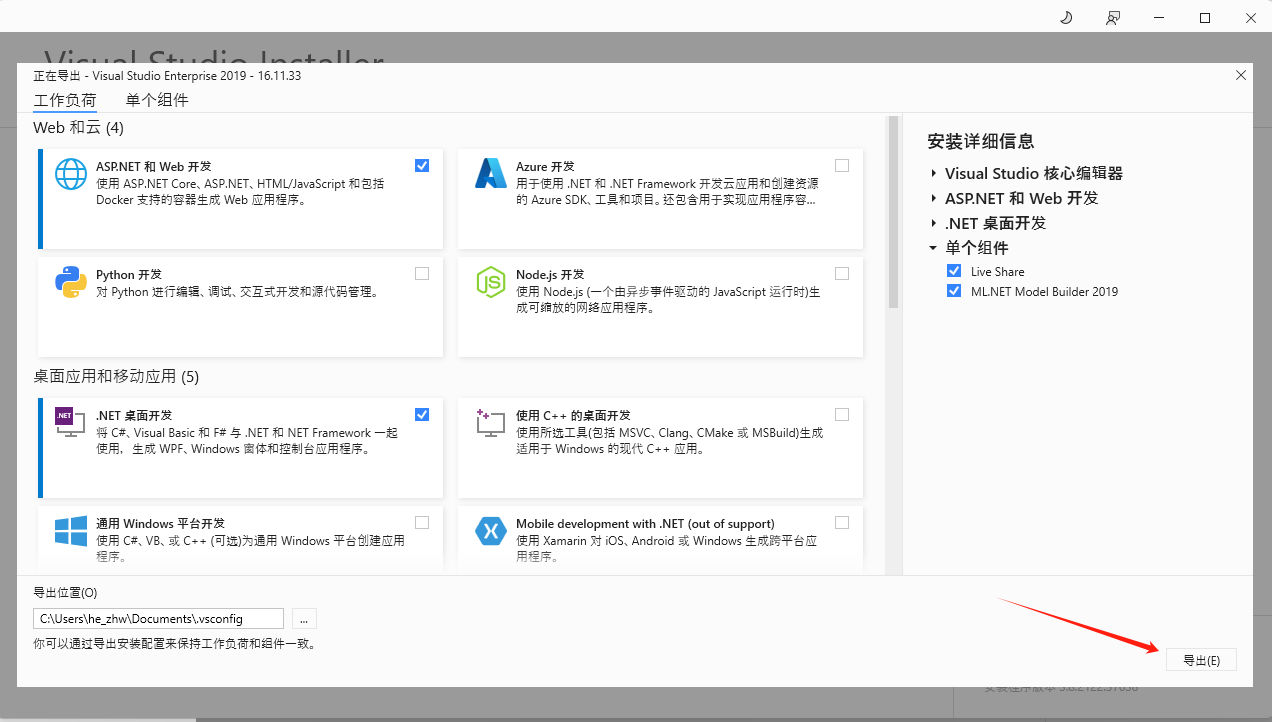 Visual Studio Installer
正在导出 - Visual Studio Enterprise 2019 - 16.11.33
工作负荷 单个组件
Web 和云 (4)
ASP.NET 和 Web 开发
使用 ASP.NET Core、ASP.NET、HTML/JavaScript 和包括
Docker 支持的容器生成 Web 应用程序。
Azure 开发
用于使用 .NET 和 .NET Framework 开发云应用和创建资源
的 Azure SDK、工具和项目。还包含用于实现应用程序容...
Python 开发
对 Python 进行编辑、调试、交互式开发和源代码管理。
Node.js 开发
使用 Node.js (一个由异步事件驱动的 JavaScript 运行时)生
成可缩放的网络应用程序。
桌面应用和移动应用 (5)
.NET
.NET 桌面开发
将 C#、Visual Basic 和 F# 与 .NET 和 NET Framework 一起
使用，生成 WPF、Windows 窗体和控制台应用程序。
使用 C++ 的桌面开发
使用所选工具(包括 MSVC、Clang、CMake 或 MSBuild)生成
适用于 Windows 的现代 C++ 应用。
通用 Windows 平台开发
使用 C#、VB、或 C++ (可选)为通用 Windows 平台创建应用
程序。
Mobile development with .NET (out of support)
使用 Xamarin 对 iOS、Android 或 Windows 生成跨平台应
用程序。
安装详细信息
Visual Studio 核心编辑器
ASP.NET 和 Web 开发
.NET 桌面开发
单个组件
Live Share
ML.NET Model Builder 2019
导出位置(O)
C:\Users\he_zhw\Documents\.vsconfig
...
你可以通过导出安装配置来保持工作负荷和组件一致。
导出(E)